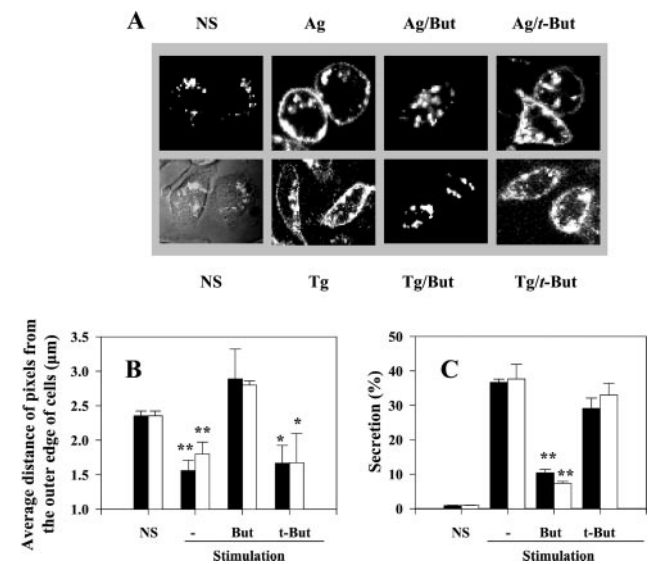 A
NS Ag Ag/But Ag/t-But
NS Tg Tg/But Tg/t-But
B
Average distance of pixels from
the outer edge of cells (μm)
3.5
3.0
2.5
2.0
1.5
1.0
** ** * *
NS - But t-But
Stimulation
C
Secretion (%)
50
40
30
20
10
0
** **
NS - But t-But
Stimulation